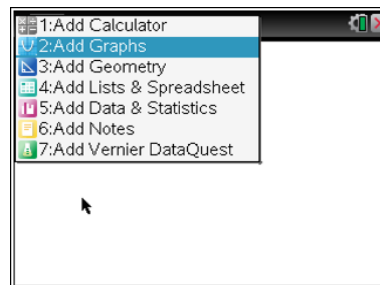 1:Add Calculator
2:Add Graphs
3:Add Geometry
4:Add Lists & Spreadsheet
5:Add Data & Statistics
6:Add Notes
7:Add Vernier DataQuest